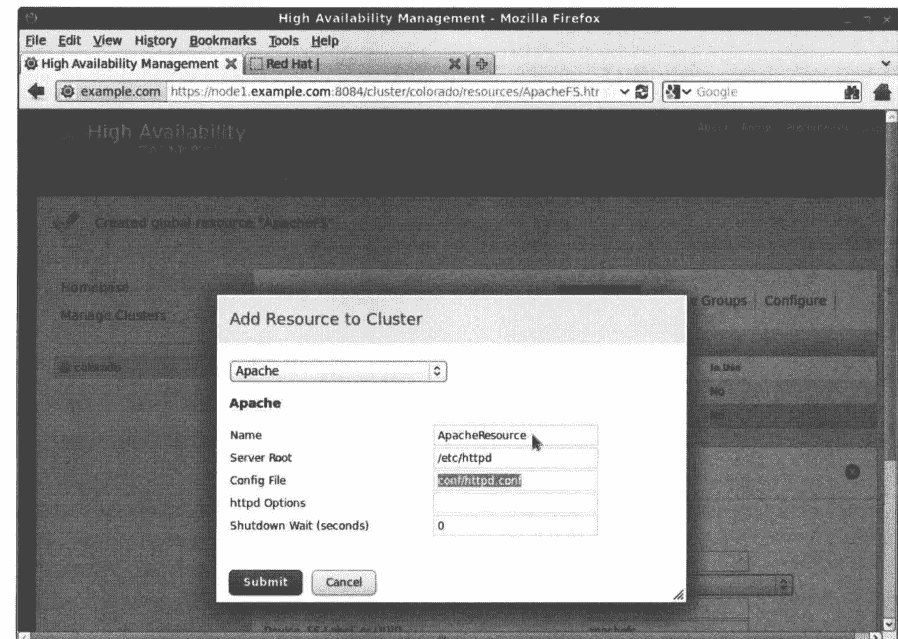 High Availability Management - Mozilla Firefox
File Edit View History Bookmarks Tools Help
High Availability Management Red Hat |
example.com https://node1.example.com:8084/cluster/colorado/resources/ApacheFS.htm Google
High Availability
Created global resource "ApacheFS"
Homebase
Manage Clusters
Groups | Configure |
colorado
In Use
No
No
Add Resource to Cluster
Apache
Apache
Name ApacheResource
Server Root /etc/httpd
Config File conf/httpd.conf
httpd Options
Shutdown Wait (seconds) 0
Submit Cancel